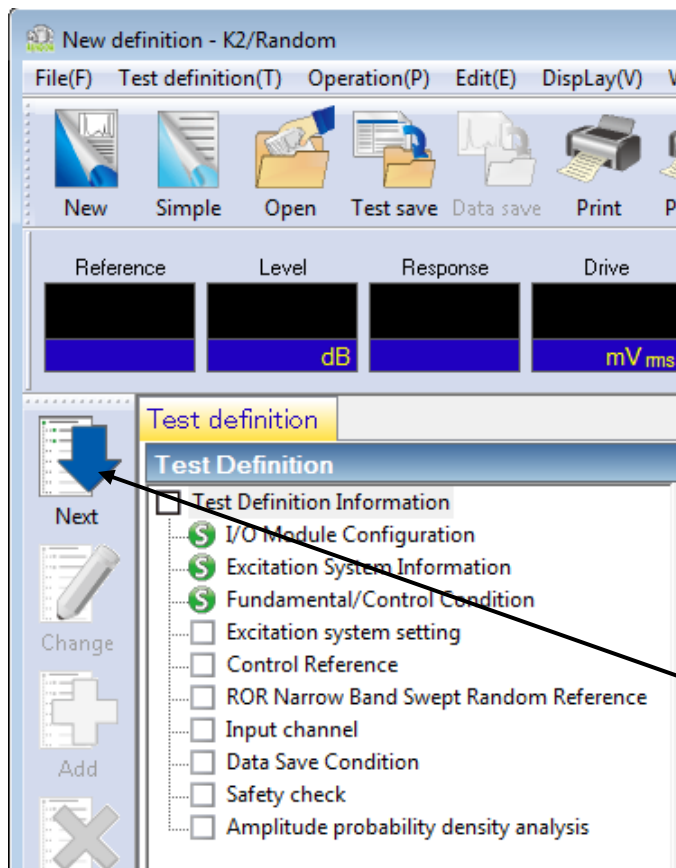 New definition - K2/Random
File(F) Test definition(T) Operation(P) Edit(E) DispLay(V)
New Simple Open Test save Data save Print
Reference Level Response Drive
dB mV rms
Test definition
Test Definition
Next
Change
Add
Test Definition Information
S I/O Module Configuration
S Excitation System Information
S Fundamental/Control Condition
Excitation system setting
Control Reference
ROR Narrow Band Swept Random Reference
Input channel
Data Save Condition
Safety check
Amplitude probability density analysis